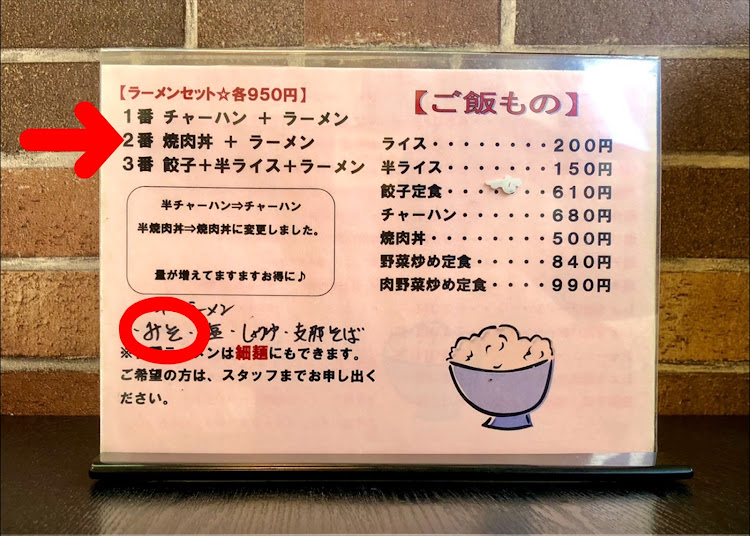 【ラーメンセット☆各950円】
1番 チャーハン + ラーメン
2番 焼肉丼 + ラーメン
3番 餃子+半ライス+ラーメン
半チャーハン⇒チャーハン
半焼肉丼⇒焼肉丼に変更しました。
量が増えてますますお得に♪
ラーメン
・みそ・塩・しょうゆ・支那そば
※ ラーメンは細麺にもできます。
ご希望の方は、スタッフまでお申し出く
ださい。
【ご飯もの】
ライス・・・・・・・・200円
半ライス・・・・・・・150円
餃子定食・・・ ・・610円
チャーハン・・・・・・680円
焼肉丼・・・・・・・・500円
野菜炒め定食・・・・・840円
肉野菜炒め定食・・・・990円